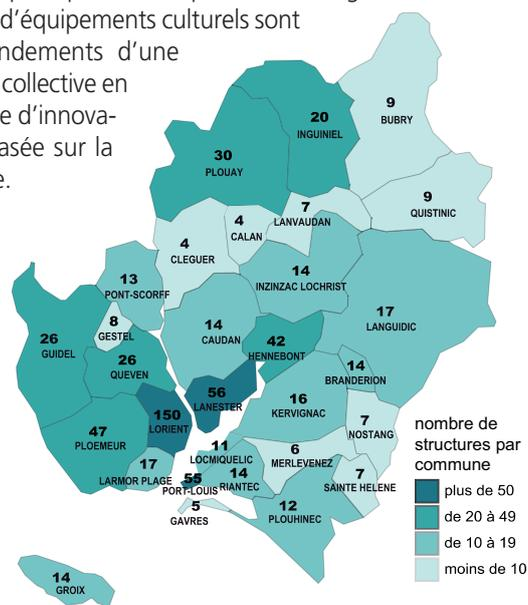 d'équipements culturels sont
ndements d'une
collective en
e d'innova-
asée sur la
e.
9
BUBRY
20
INGUINIEL
30
PLOUAY
9
QUISTINIC
7
LANVAUDAN
4
CALAN
4
CLEGUER
14
INZINZAC LOCHRIST
13
PONT-SCORFF
17
LANGUIDIC
8
GESTEL
14
CAUDAN
26
GUIDEL
42
HENNEBONT
26
QUEVEN
14
BRANDERION
56
LANESTER
16
KERVIGNAC
150
LORIENT
7
NOSTANG
47
PLOEMEUR
11
LOCMIQUELIC
6
MERLEVENEZ
17
LARMOR PLAGE
55
PORT-LOUIS
14
RIANTEC
7
SAINTE HELENE
5
GAVRES
12
PLOUHINEC
14
GROIX
nombre de
structures par
commune
plus de 50
de 20 à 49
de 10 à 19
moins de 10